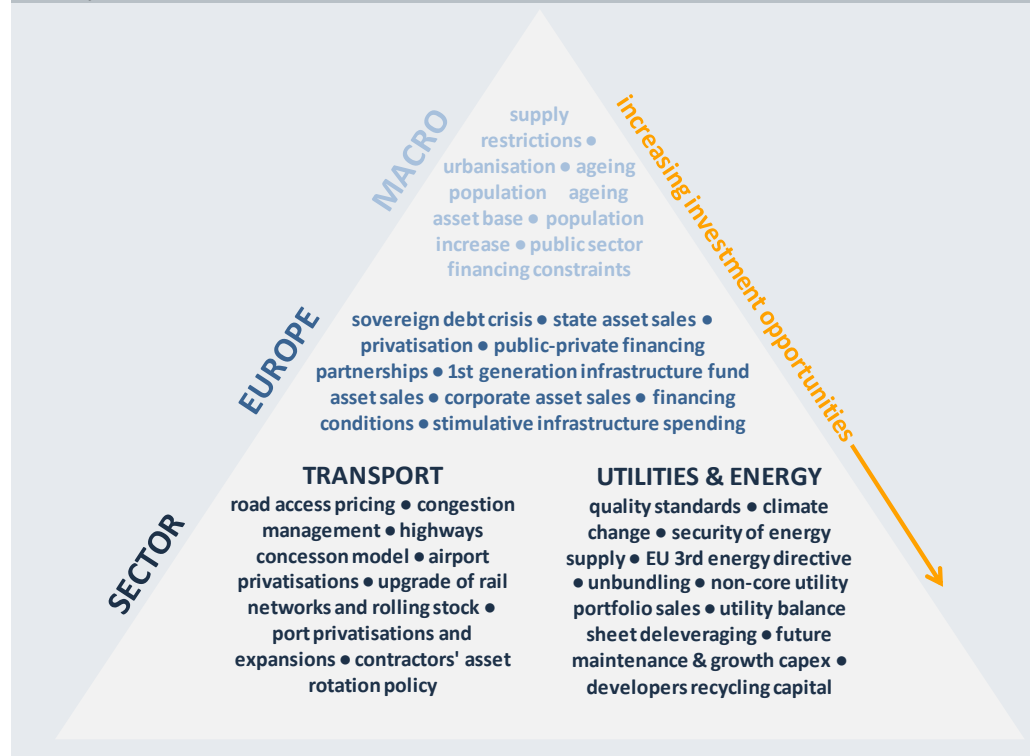 MACRO
supply
restrictions ●
urbanisation ● ageing
population ageing
asset base ● population
increase ● public sector
financing constraints
increasing investment opportunities
EUROPE
sovereign debt crisis ● state asset sales ●
privatisation ● public-private financing
partnerships ● 1st generation infrastructure fund
asset sales ● corporate asset sales ● financing
conditions ● stimulative infrastructure spending
SECTOR
TRANSPORT
road access pricing ● congestion
management ● highways
concesson model ● airport
privatisations ● upgrade of rail
networks and rolling stock ●
port privatisations and
expansions ● contractors' asset
rotation policy
UTILITIES & ENERGY
quality standards ● climate
change ● security of energy
supply ● EU 3rd energy directive
● unbundling ● non-core utility
portfolio sales ● utility balance
sheet deleveraging ● future
maintenance & growth capex ●
developers recycling capital